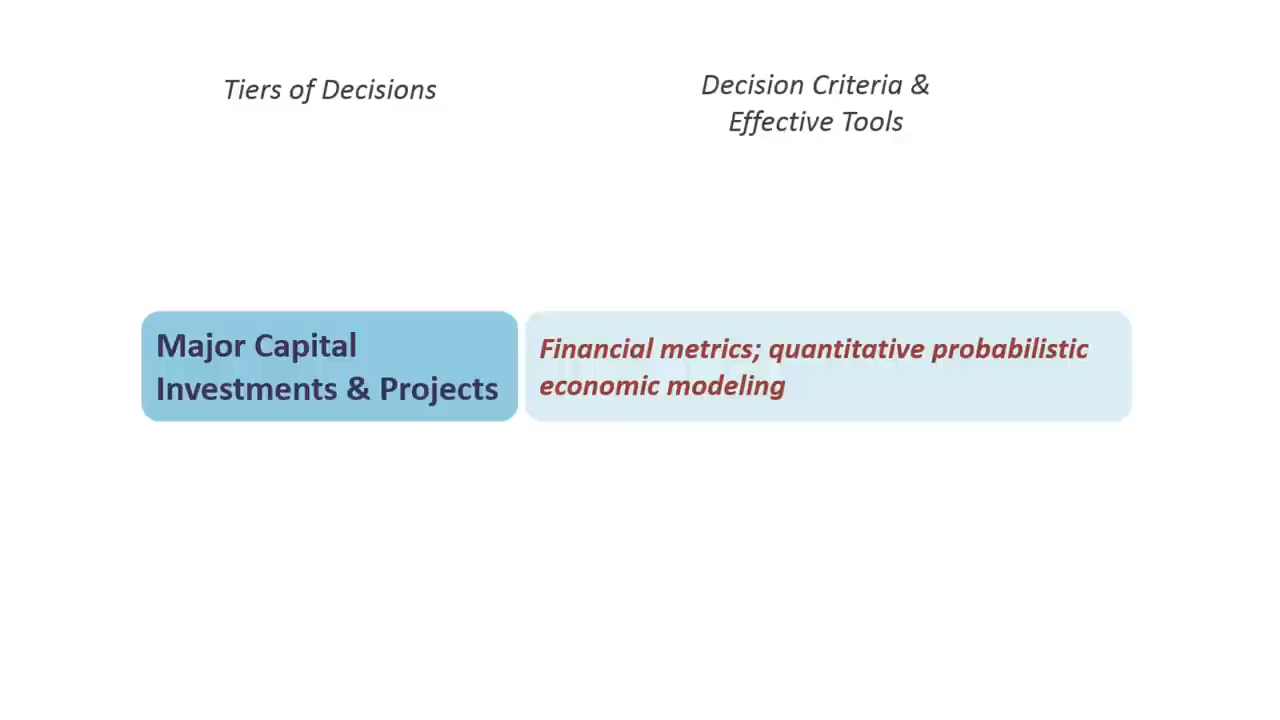 Tiers of Decisions
Decision Criteria &
Effective Tools
Major Capital
Investments & Projects
Financial metrics; quantitative probabilistic
economic modeling